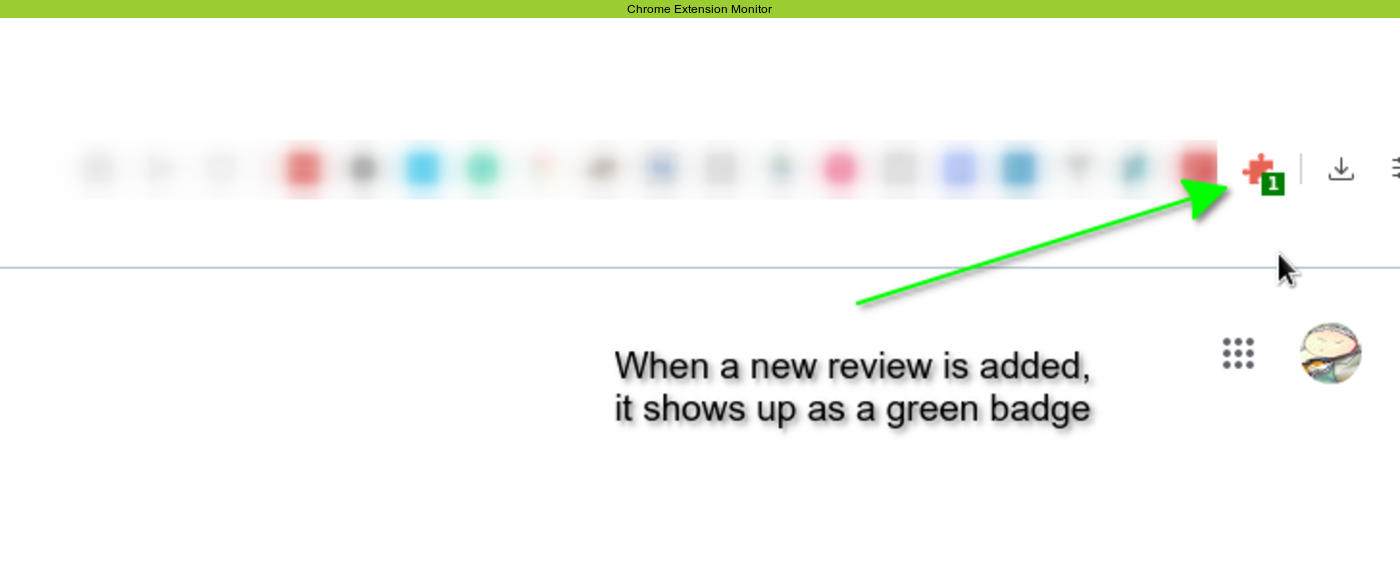 Chrome Extension Monitor
1
When a new review is added,
it shows up as a green badge